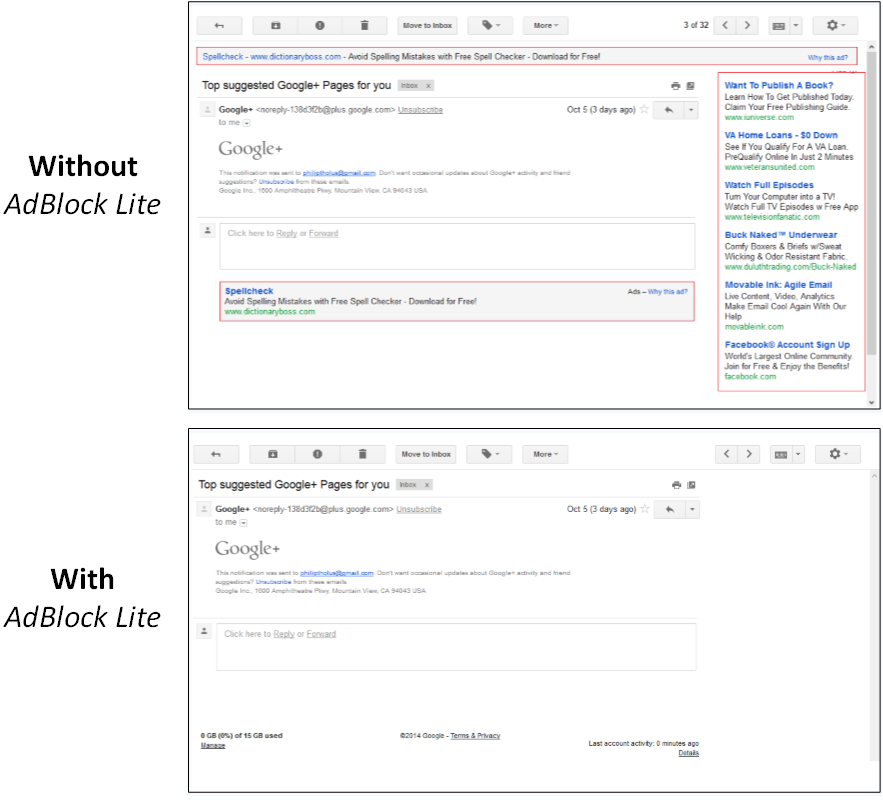 Without
AdBlock Lite
Move to Inbox
More
3 of 32
Spellcheck - www.dictionaryboss.com - Avoid Spelling Mistakes with Free Spell Checker - Download for Free!
Why this ad?
Top suggested Google+ Pages for you
Inbox x
Google+ <noreply-138d3f2b@plus.google.com> Unsubscribe
Oct 5 (3 days ago)
to me
Google+
This notification was sent to philiptholus@gmail.com. Don't want occasional updates about Google+ activity and friend
suggestions? Unsubscribe from these emails.
Google Inc., 1600 Amphitheatre Pkwy, Mountain View, CA 94043 USA
Click here to Reply or Forward
Spellcheck
Ads – Why this ad?
Avoid Spelling Mistakes with Free Spell Checker - Download for Free!
www.dictionaryboss.com
Want To Publish A Book?
Learn How To Get Published Today.
Claim Your Free Publishing Guide.
www.iuniverse.com
VA Home Loans - $0 Down
See If You Qualify For A VA Loan.
PreQualify Online In Just 2 Minutes
www.veteransunited.com
Watch Full Episodes
Turn Your Computer into a TV!
Watch Full TV Episodes w Free App
www.televisionfanatic.com
Buck Naked™ Underwear
Comfy Boxers & Briefs w/Sweat
Wicking & Odor Resistant Fabric.
www.duluthtrading.com/Buck-Naked
Movable Ink: Agile Email
Live Content, Video, Analytics
Make Email Cool Again With Our
Help
movableink.com
Facebook® Account Sign Up
World's Largest Online Community.
Join for Free & Enjoy the Benefits!
facebook.com
With
AdBlock Lite
Move to Inbox
More
Top suggested Google+ Pages for you
Inbox x
Google+ <noreply-138d3f2b@plus.google.com> Unsubscribe
Oct 5 (3 days ago)
to me
Google+
This notification was sent to philiptholus@gmail.com. Don't want occasional updates about Google+ activity and friend
suggestions? Unsubscribe from these emails.
Google Inc., 1600 Amphitheatre Pkwy, Mountain View, CA 94043 USA
Click here to Reply or Forward
0 GB (0%) of 15 GB used
Manage
©2014 Google - Terms & Privacy
Last account activity: 0 minutes ago
Details